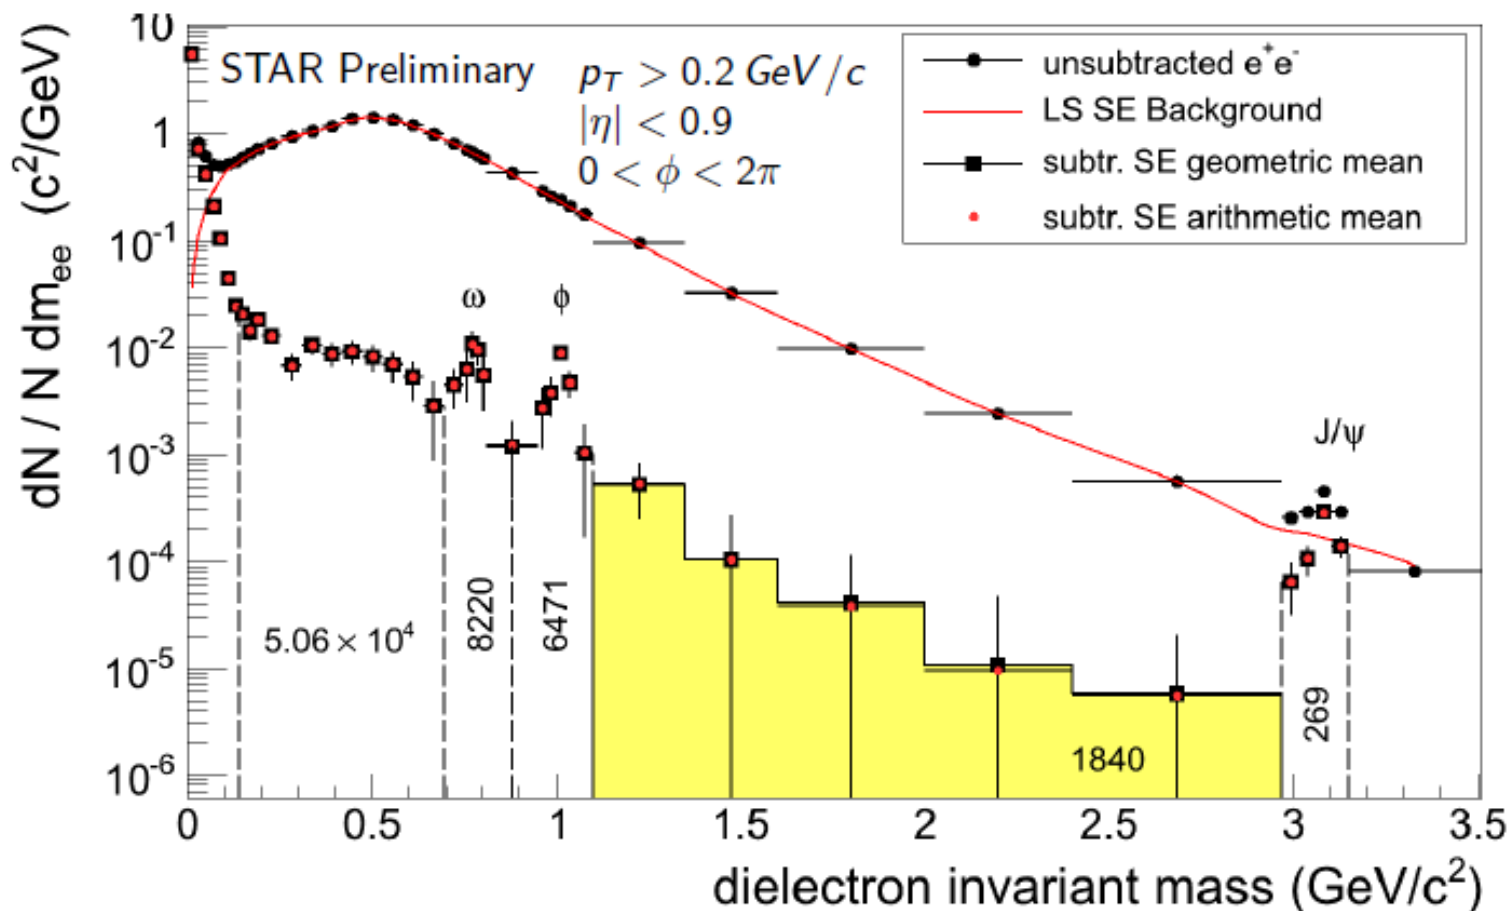 dN / N dm_ee (c²/GeV)
10
1
10⁻¹
10⁻²
10⁻³
10⁻⁴
10⁻⁵
10⁻⁶
STAR Preliminary
p_T > 0.2 GeV/c
|η| < 0.9
0 < ϕ < 2π
unsubtracted e⁺e⁻
LS SE Background
subtr. SE geometric mean
subtr. SE arithmetic mean
ω
ϕ
J/ψ
5.06 × 10⁴
8220
6471
1840
269
0 0.5 1 1.5 2 2.5 3 3.5
dielectron invariant mass (GeV/c²)